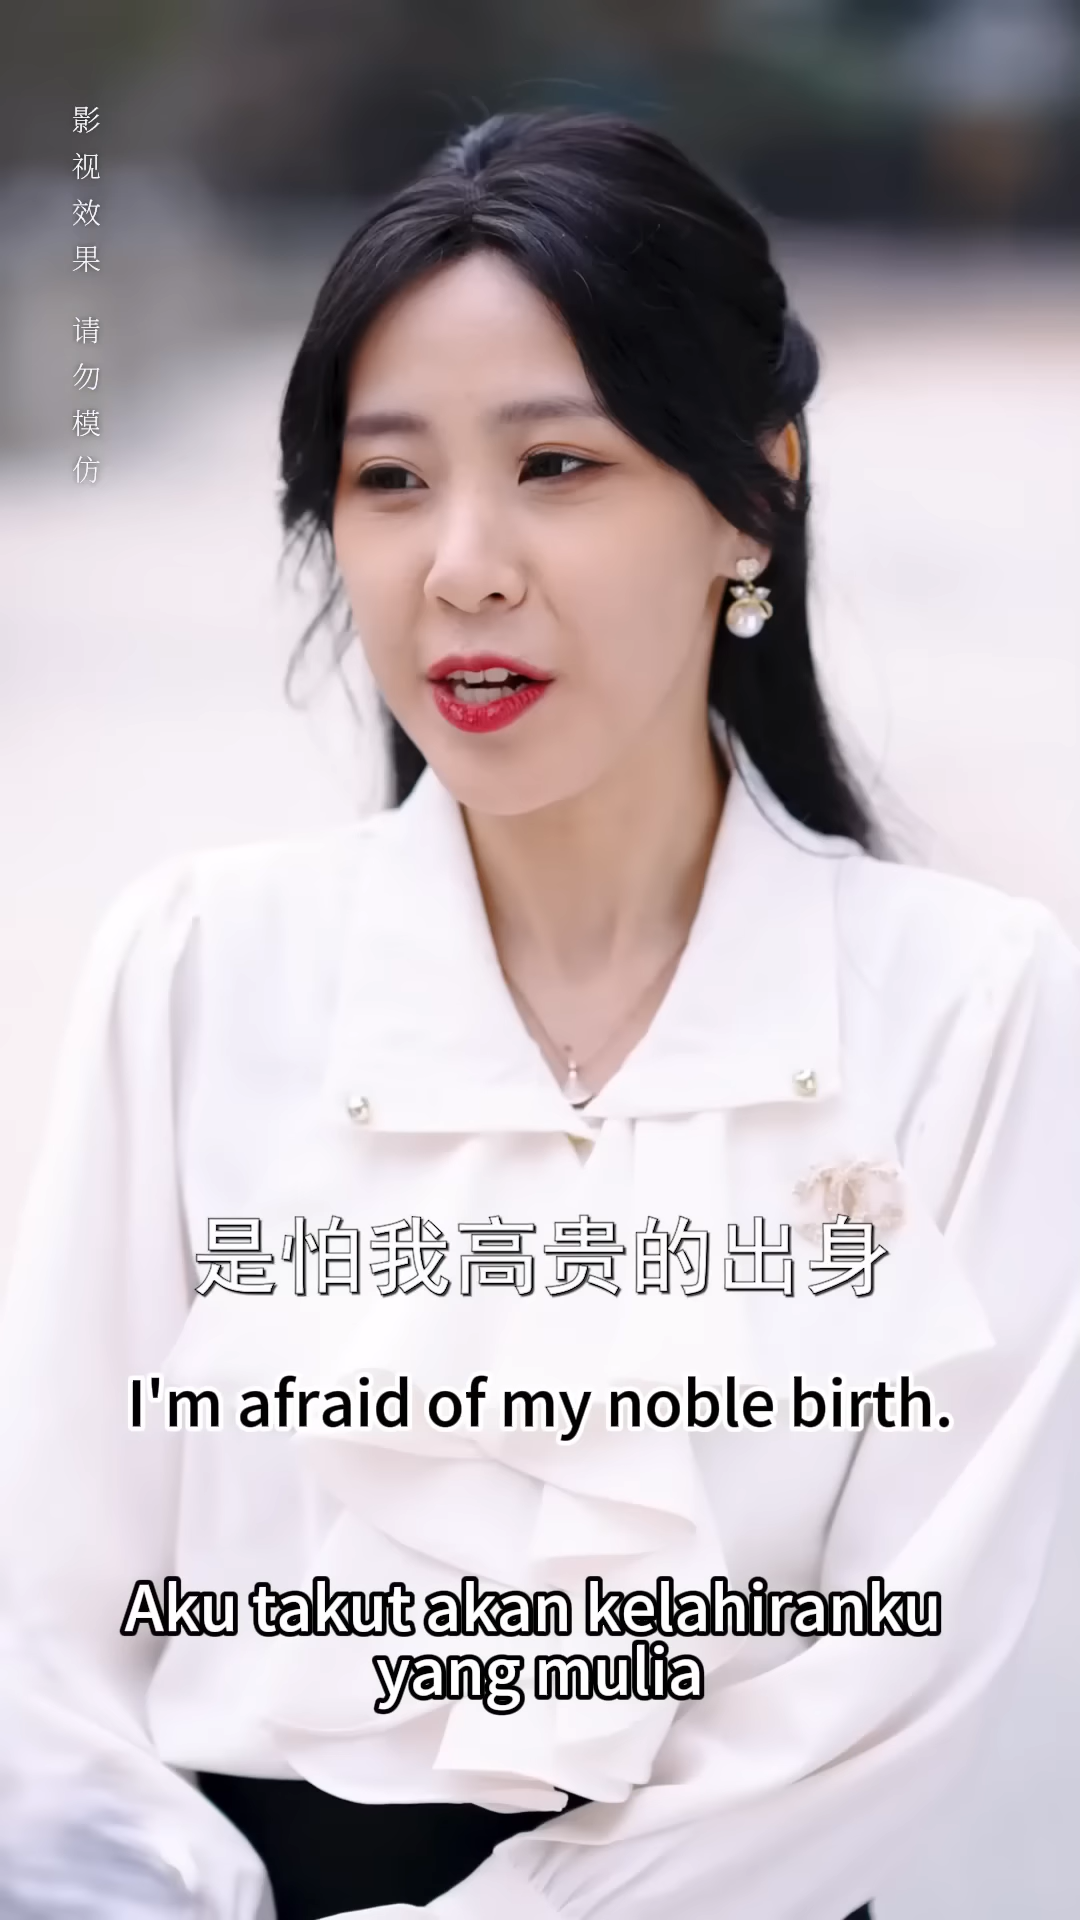 影视效果 请勿模仿
是怕我高贵的出身
I'm afraid of my noble birth.
Aku takut akan kelahiranku
yang mulia